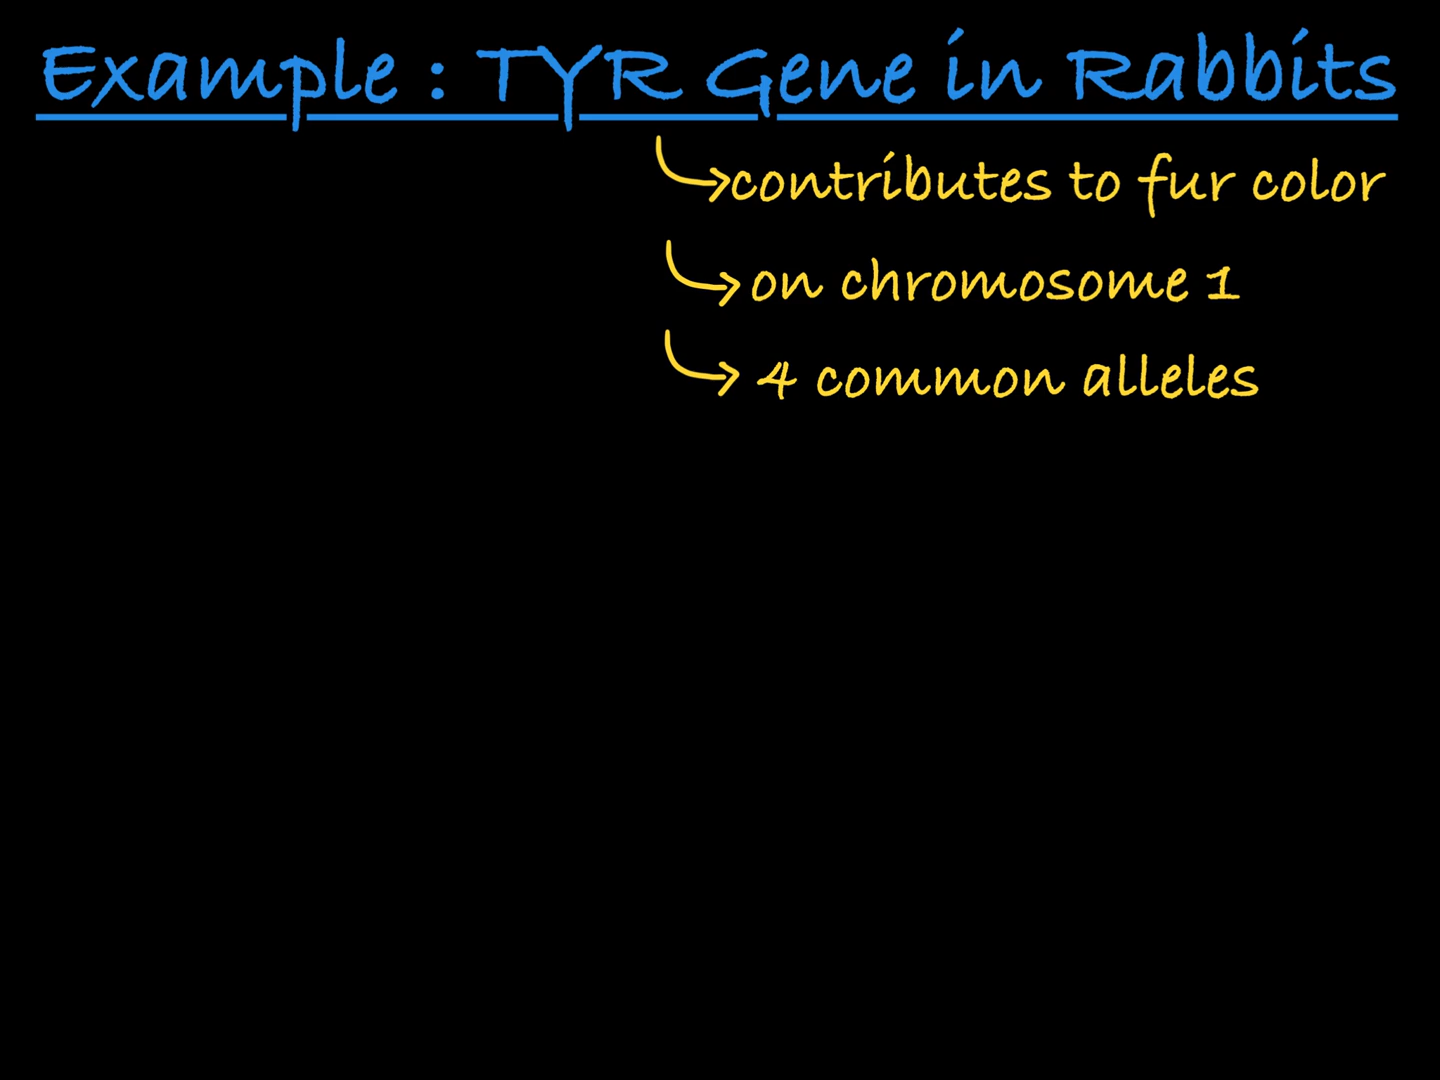 Example : TYR Gene in Rabbits
contributes to fur color
on chromosome 1
4 common alleles